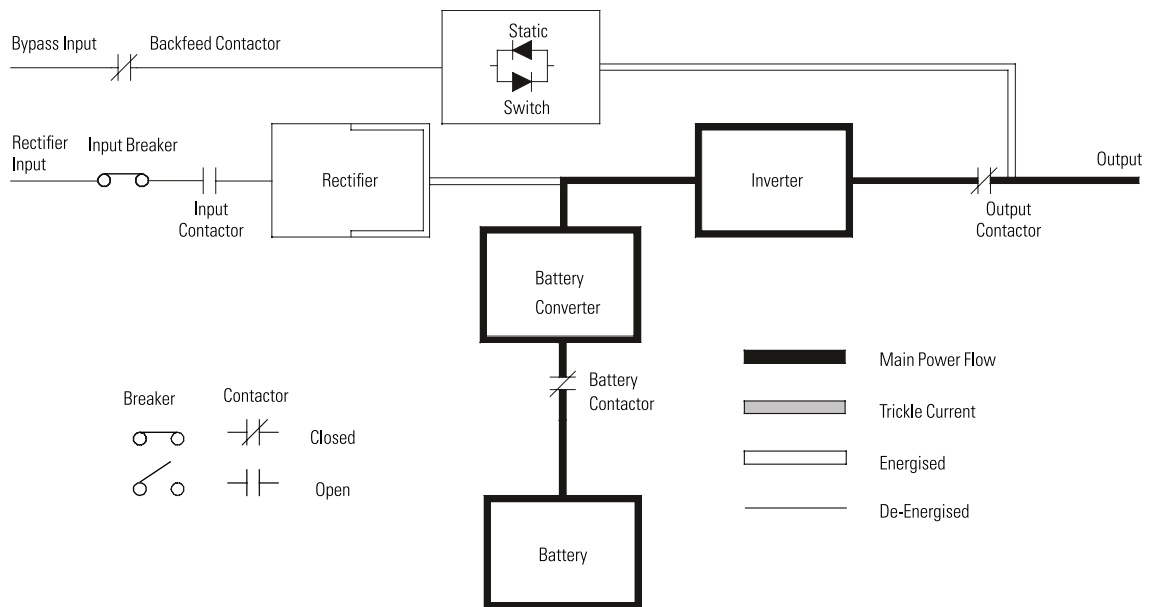 Bypass Input
Backfeed Contactor
Static
Switch
Rectifier
Input
Input Breaker
Input
Contactor
Rectifier
Inverter
Output
Output
Contactor
Battery
Converter
Battery
Contactor
Battery
Breaker
Contactor
Closed
Open
Main Power Flow
Trickle Current
Energised
De-Energised